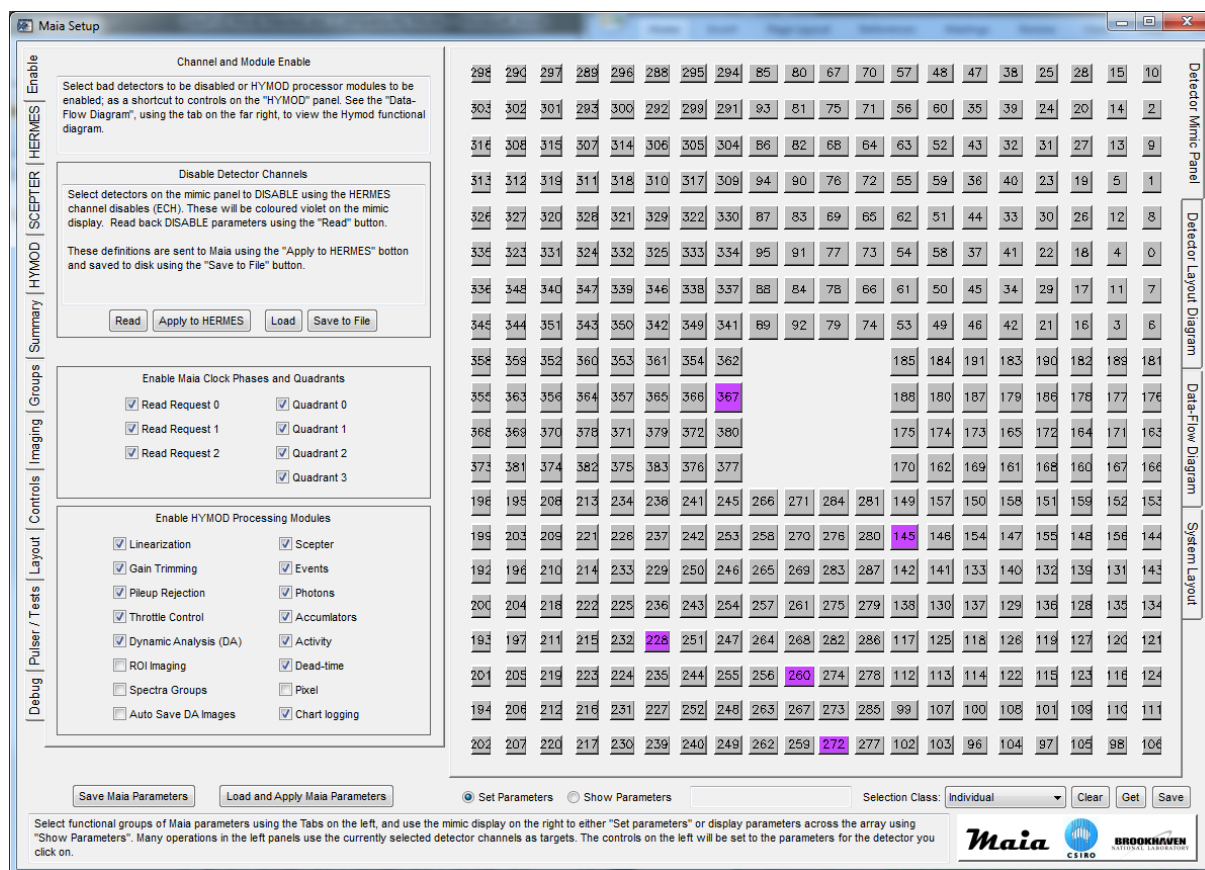 Maia Setup
Enable
HERMES
SCEPTER
HYMOD
Summary
Groups
Imaging
Controls
Layout
Pulser / Tests
Debug
Channel and Module Enable
Select bad detectors to be disabled or HYMOD processor modules to be
enabled; as a shortcut to controls on the "HYMOD" panel. See the "Data-
Flow Diagram", using the tab on the far right, to view the Hymod functional
diagram.
Disable Detector Channels
Select detectors on the mimic panel to DISABLE using the HERMES
channel disables (ECH). These will be coloured violet on the mimic
display. Read back DISABLE parameters using the "Read" button.
These definitions are sent to Maia using the "Apply to HERMES" botton
and saved to disk using the "Save to File" button.
Read Apply to HERMES Load Save to File
Enable Maia Clock Phases and Quadrants
Read Request 0 Quadrant 0
Read Request 1 Quadrant 1
Read Request 2 Quadrant 2
Quadrant 3
Enable HYMOD Processing Modules
Linearization Scepter
Gain Trimming Events
Pileup Rejection Photons
Throttle Control Accumlators
Dynamic Analysis (DA) Activity
ROI Imaging Dead-time
Spectra Groups Pixel
Auto Save DA Images Chart logging
298 290 297 289 296 288 295 294 85 80 67 70 57 48 47 38 25 28 15 10
303 302 301 293 300 292 299 291 93 81 75 71 56 60 35 39 24 20 14 2
316 308 315 307 314 306 305 304 86 82 68 64 63 52 43 32 31 27 13 9
313 312 319 311 318 310 317 309 94 90 76 72 55 59 36 40 23 19 5 1
326 327 320 328 321 329 322 330 87 83 69 65 62 51 44 33 30 26 12 8
335 323 331 324 332 325 333 334 95 91 77 73 54 58 37 41 22 18 4 0
336 348 340 347 339 346 338 337 88 84 78 66 61 50 45 34 29 17 11 7
345 344 351 343 350 342 349 341 89 92 79 74 53 49 46 42 21 16 3 6
358 359 352 360 353 361 354 362 185 184 191 183 190 182 189 181
355 363 356 364 357 365 366 367 188 180 187 179 186 178 177 176
368 369 370 378 371 379 372 380 175 174 173 165 172 164 171 163
373 381 374 382 375 383 376 377 170 162 169 161 168 160 167 166
198 195 208 213 234 238 241 245 266 271 284 281 149 157 150 158 151 159 152 153
199 203 209 221 226 237 242 253 258 270 276 280 145 146 154 147 155 148 156 144
192 196 210 214 233 229 250 246 265 269 283 287 142 141 133 140 132 139 131 143
200 204 218 222 225 236 243 254 257 261 275 279 138 130 137 129 136 128 135 134
193 197 211 215 232 228 251 247 264 268 282 286 117 125 118 126 119 127 120 121
201 205 219 223 224 235 244 255 256 260 274 278 112 113 114 122 115 123 116 124
194 206 212 216 231 227 252 248 263 267 273 285 99 107 100 108 101 109 110 111
202 207 220 217 230 239 240 249 262 259 272 277 102 103 96 104 97 105 98 106
Detector Mimic Panel
Detector Layout Diagram
Data-Flow Diagram
System Layout
Save Maia Parameters Load and Apply Maia Parameters Set Parameters Show Parameters Selection Class: Individual Clear Get Save
Select functional groups of Maia parameters using the Tabs on the left, and use the mimic display on the right to either "Set parameters" or display parameters across the array using
"Show Parameters". Many operations in the left panels use the currently selected detector channels as targets. The controls on the left will be set to the parameters for the detector you
click on.
Maia
CSIRO
BROOKHAVEN
NATIONAL LABORATORY